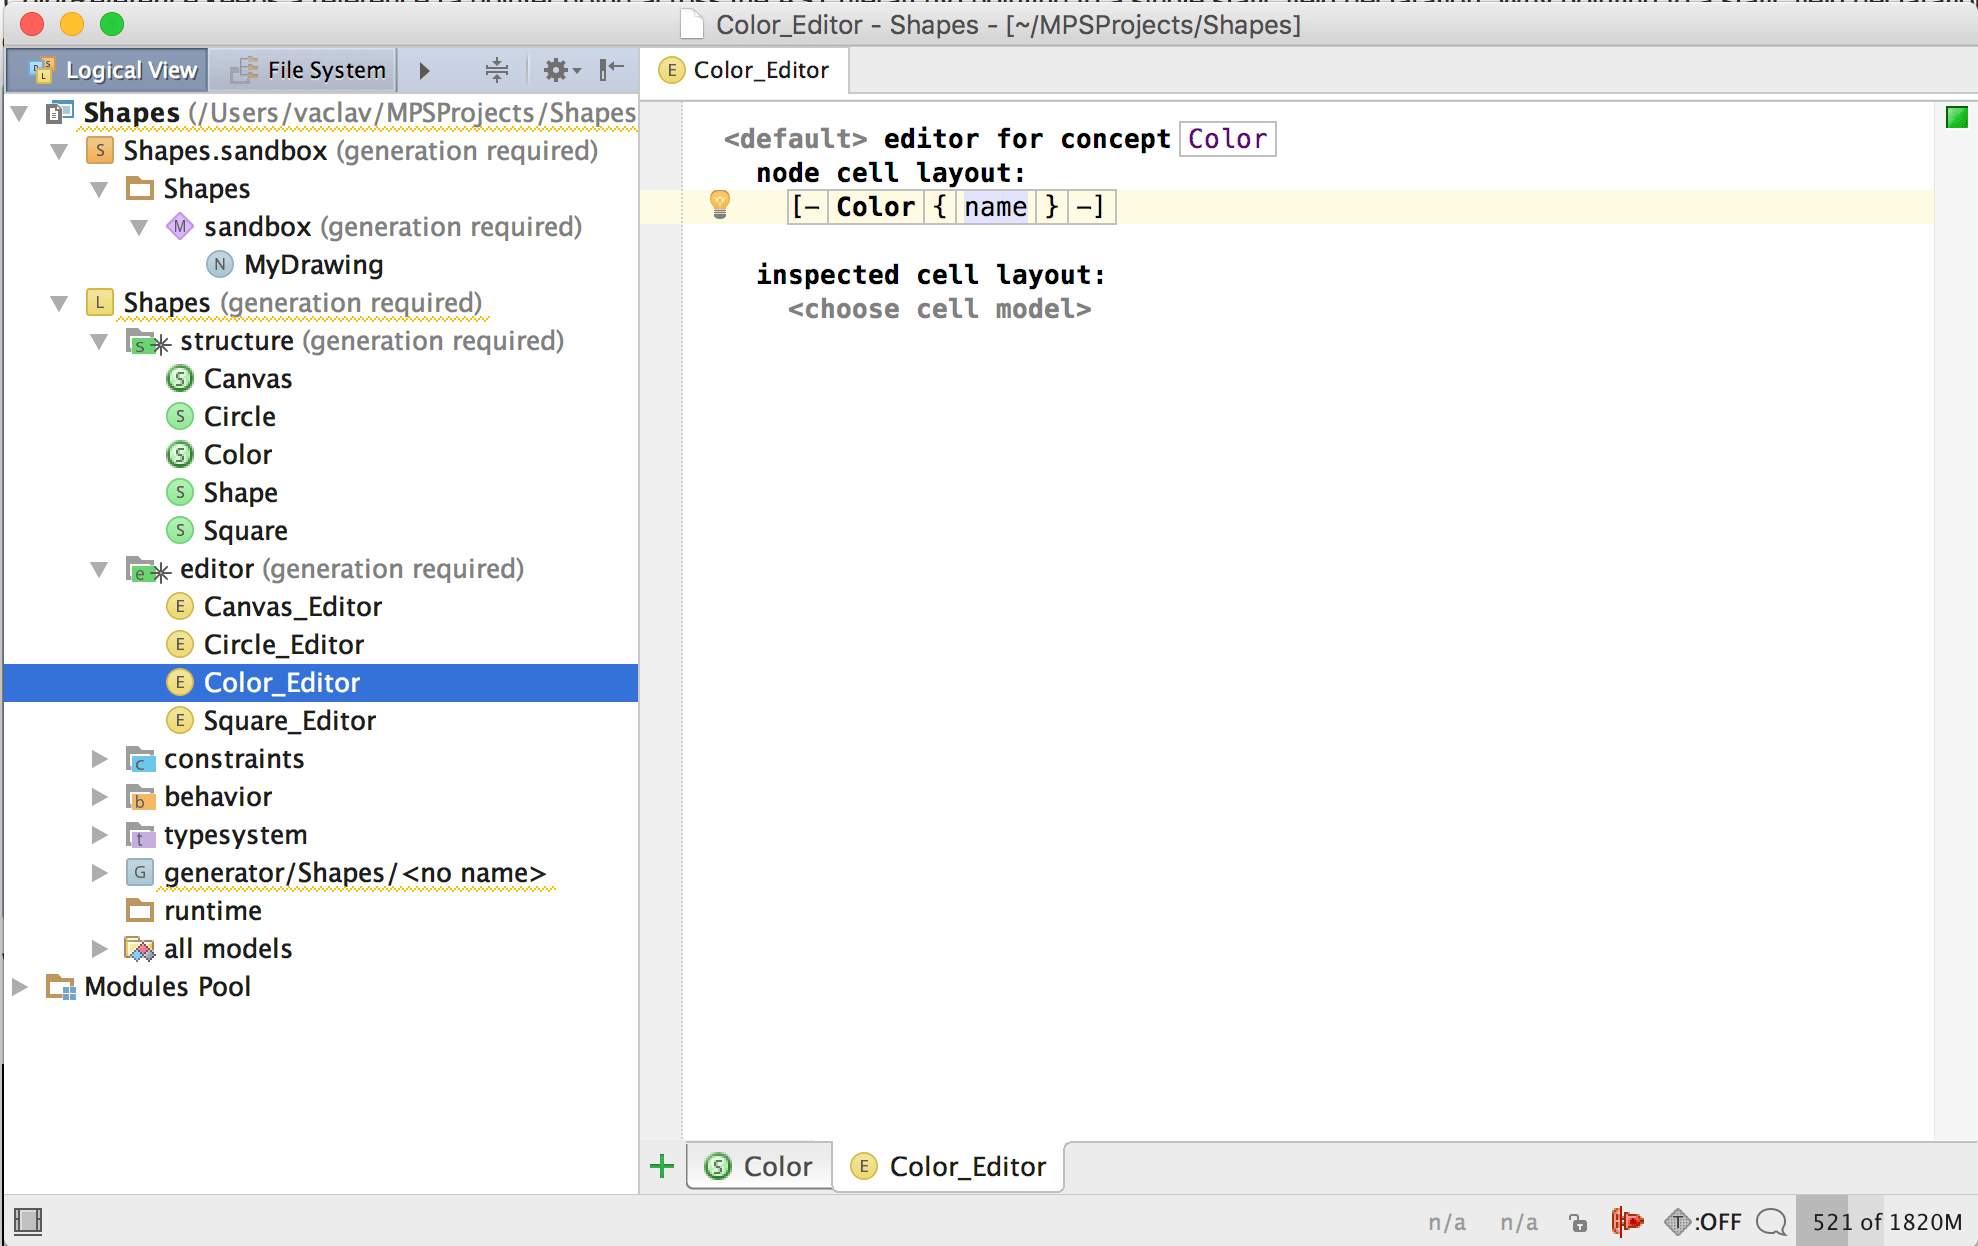 Color_Editor - Shapes - [~/MPSProjects/Shapes]
Logical View
File System
E Color_Editor
Shapes (/Users/vaclav/MPSProjects/Shapes
S Shapes.sandbox (generation required)
Shapes
M sandbox (generation required)
N MyDrawing
L Shapes (generation required)
s structure (generation required)
S Canvas
S Circle
S Color
S Shape
S Square
e editor (generation required)
E Canvas_Editor
E Circle_Editor
E Color_Editor
E Square_Editor
c constraints
b behavior
t typesystem
G generator/Shapes/<no name>
runtime
all models
Modules Pool
<default> editor for concept Color
node cell layout:
[- Color { name } -]
inspected cell layout:
<choose cell model>
S Color
E Color_Editor
n/a n/a T :OFF 521 of 1820M